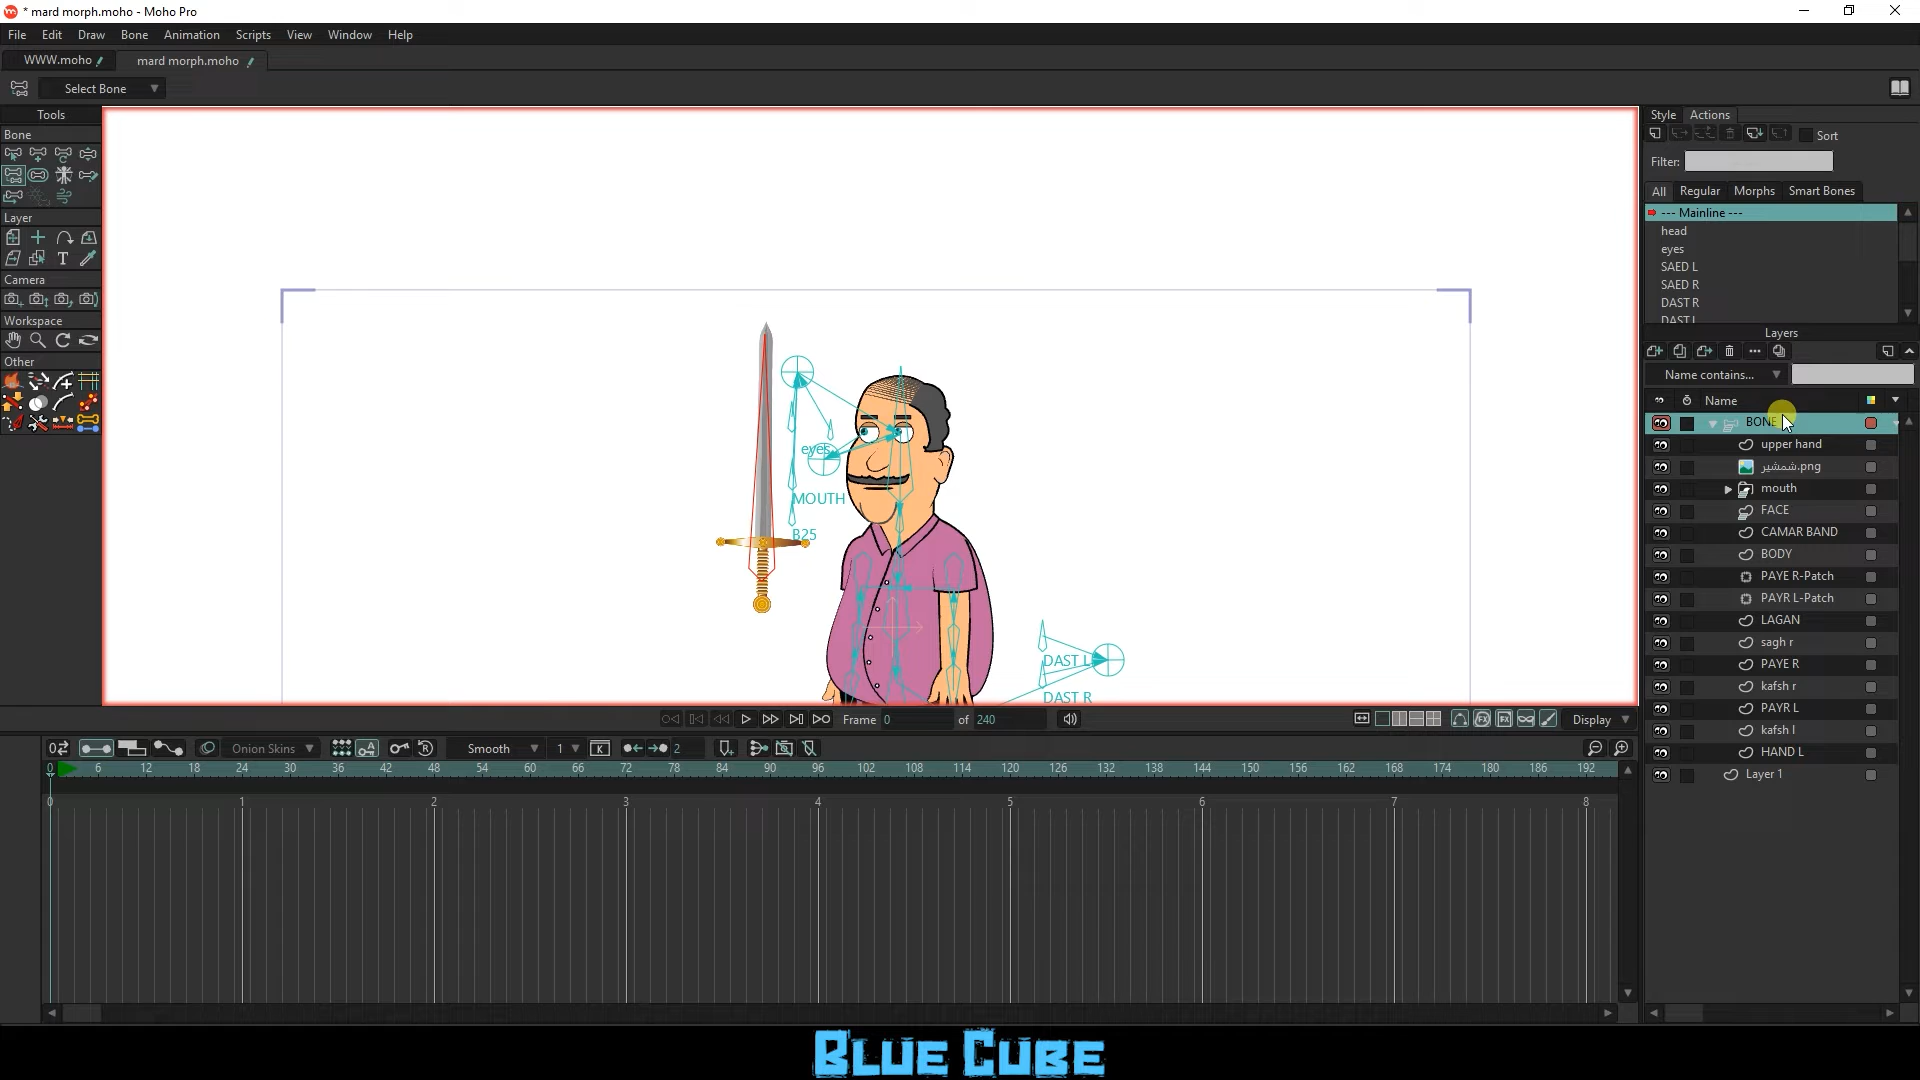 * mard morph.moho - Moho Pro
File Edit Draw Bone Animation Scripts View Window Help
WWW.moho mard morph.moho
Select Bone
Tools
Bone
Layer
Camera
Workspace
Other
Style Actions
Sort
Filter:
All Regular Morphs Smart Bones
--- Mainline ---
head
eyes
SAED L
SAED R
DAST R
DAST L
Layers
Name contains...
Name
BONE
upper hand
شمشیر.png
mouth
FACE
CAMAR BAND
BODY
PAYE R-Patch
PAYR L-Patch
LAGAN
sagh r
PAYE R
kafsh r
PAYR L
kafsh l
HAND L
Layer 1
eyes
MOUTH
B25
DAST L
DAST R
Frame 0 of 240 Display
Onion Skins Smooth 1 2
0 6 12 18 24 30 36 42 48 54 60 66 72 78 84 90 96 102 108 114 120 126 132 138 144 150 156 162 168 174 180 186 192
0 1 2 3 4 5 6 7 8
BLUE CUBE